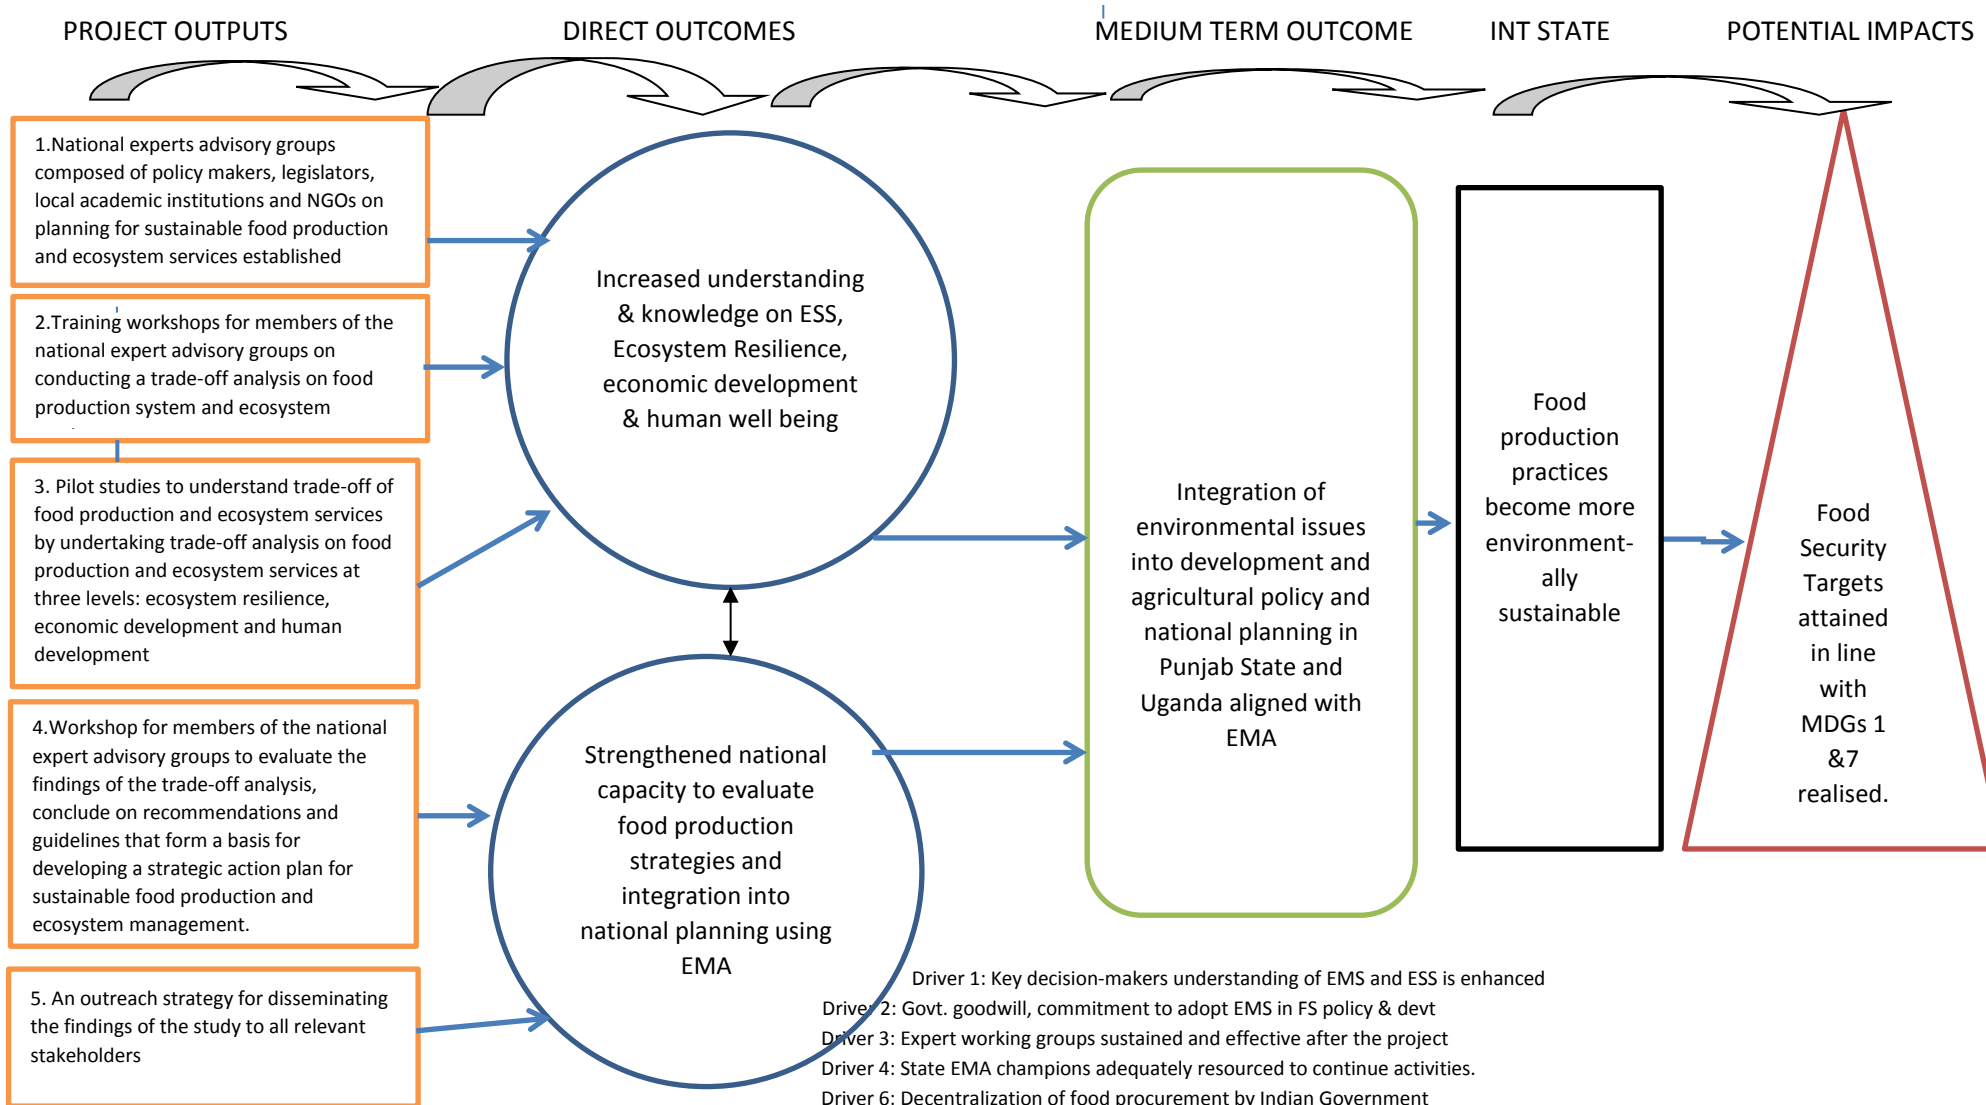 PROJECT OUTPUTS
DIRECT OUTCOMES
MEDIUM TERM OUTCOME
INT STATE
POTENTIAL IMPACTS
1.National experts advisory groups
composed of policy makers, legislators,
local academic institutions and NGOs on
planning for sustainable food production
and ecosystem services established
2.Training workshops for members of the
national expert advisory groups on
conducting a trade-off analysis on food
production system and ecosystem
3. Pilot studies to understand trade-off of
food production and ecosystem services
by undertaking trade-off analysis on food
production and ecosystem services at
three levels: ecosystem resilience,
economic development and human
development
4.Workshop for members of the national
expert advisory groups to evaluate the
findings of the trade-off analysis,
conclude on recommendations and
guidelines that form a basis for
developing a strategic action plan for
sustainable food production and
ecosystem management.
5. An outreach strategy for disseminating
the findings of the study to all relevant
stakeholders
Increased understanding
& knowledge on ESS,
Ecosystem Resilience,
economic development
& human well being
Strengthened national
capacity to evaluate
food production
strategies and
integration into
national planning using
EMA
Integration of
environmental issues
into development and
agricultural policy and
national planning in
Punjab State and
Uganda aligned with
EMA
Food
production
practices
become more
environment-
ally
sustainable
Food
Security
Targets
attained
in line
with
MDGs 1
&7
realised.
Driver 1: Key decision-makers understanding of EMS and ESS is enhanced
Driver 2: Govt. goodwill, commitment to adopt EMS in FS policy & devt
Driver 3: Expert working groups sustained and effective after the project
Driver 4: State EMA champions adequately resourced to continue activities.
Driver 6: Decentralization of food procurement by Indian Government